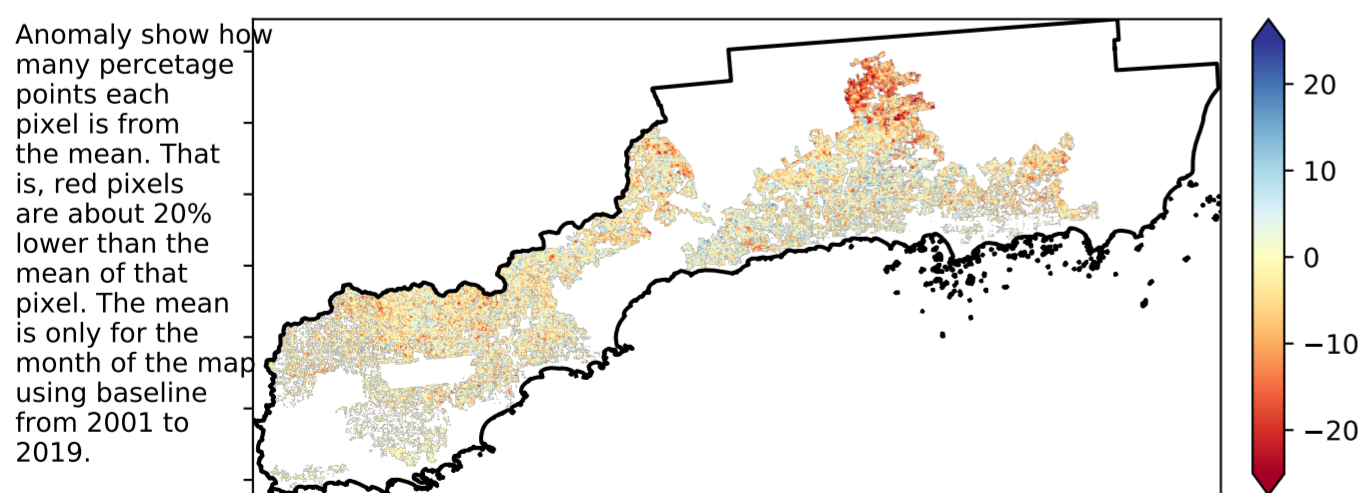 Anomaly show how
many percetage
points each
pixel is from
the mean. That
is, red pixels
are about 20%
lower than the
mean of that
pixel. The mean
is only for the
month of the map
using baseline
from 2001 to
2019.
20
10
0
−10
−20